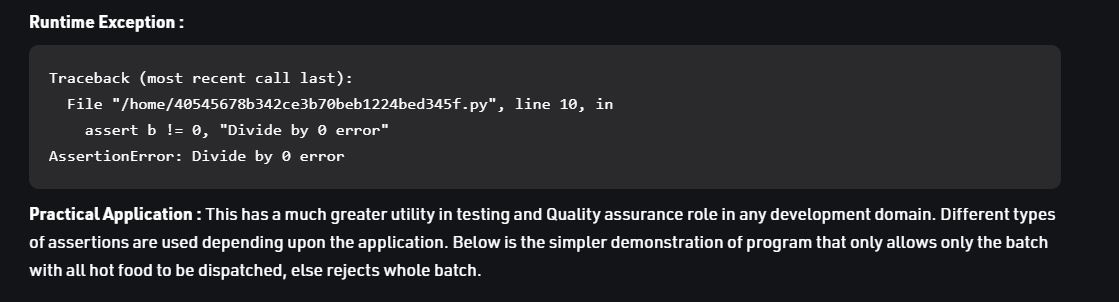 Runtime Exception :
Traceback (most recent call last):
  File "/home/40545678b342ce3b70beb1224bed345f.py", line 10, in
    assert b != 0, "Divide by 0 error"
AssertionError: Divide by 0 error
Practical Application : This has a much greater utility in testing and Quality assurance role in any development domain. Different types
of assertions are used depending upon the application. Below is the simpler demonstration of program that only allows only the batch
with all hot food to be dispatched, else rejects whole batch.